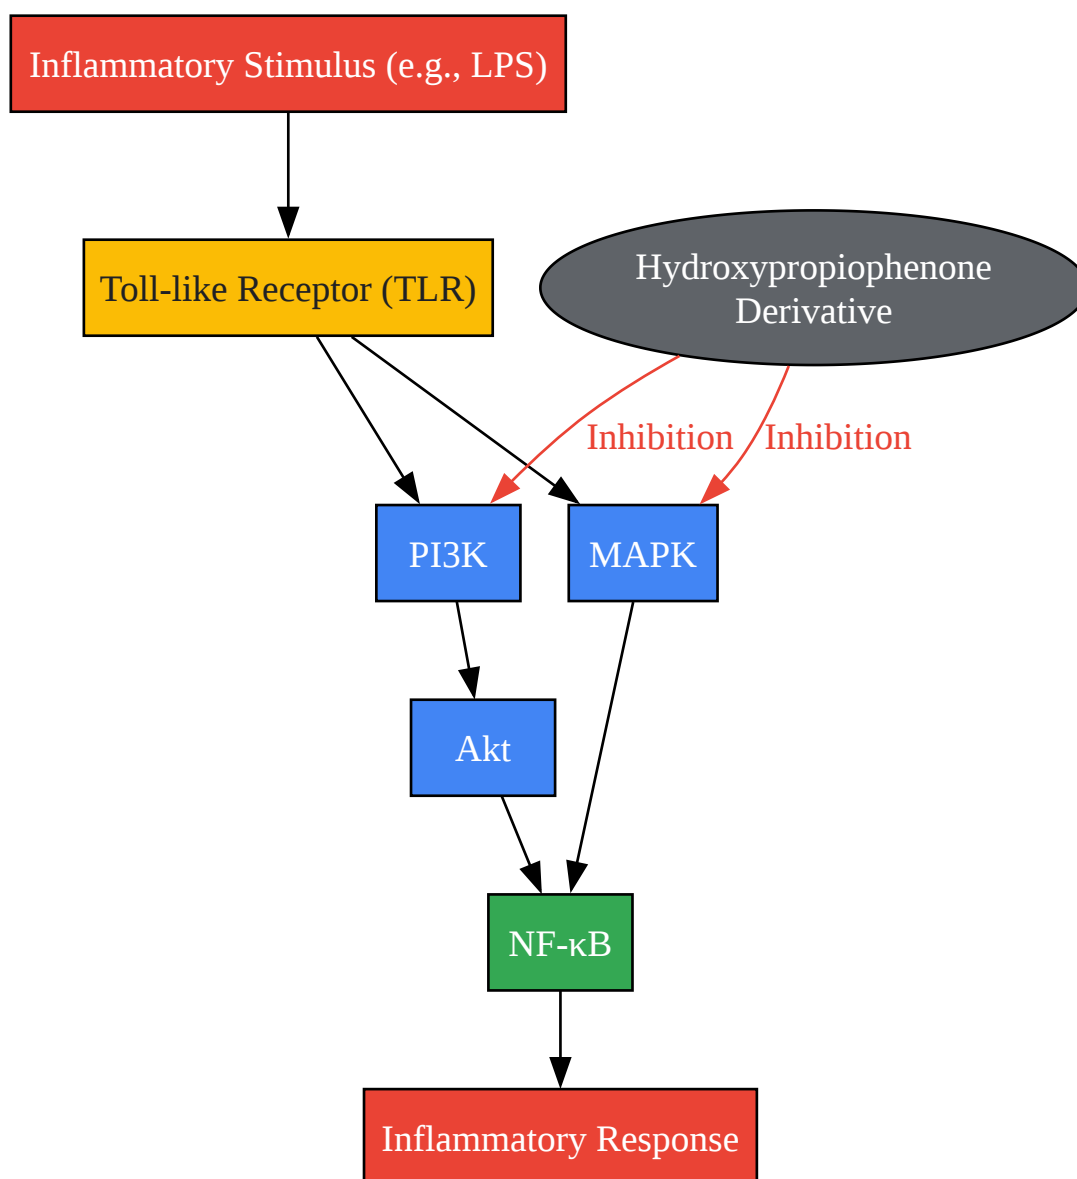 Inflammatory Stimulus (e.g., LPS)
Toll-like Receptor (TLR)
Hydroxypropiophenone
Derivative
Inhibition
Inhibition
PI3K
MAPK
Akt
NF-κB
Inflammatory Response